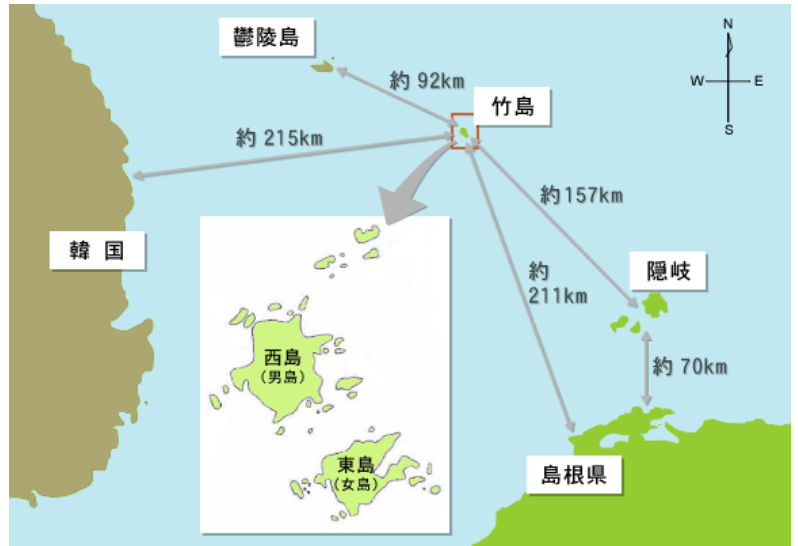 鬱陵島
N
W
E
S
約 92km
竹島
約 215km
約157km
韓 国
隠岐
約
211km
西島
(男島)
約 70km
東島
(女島)
島根県